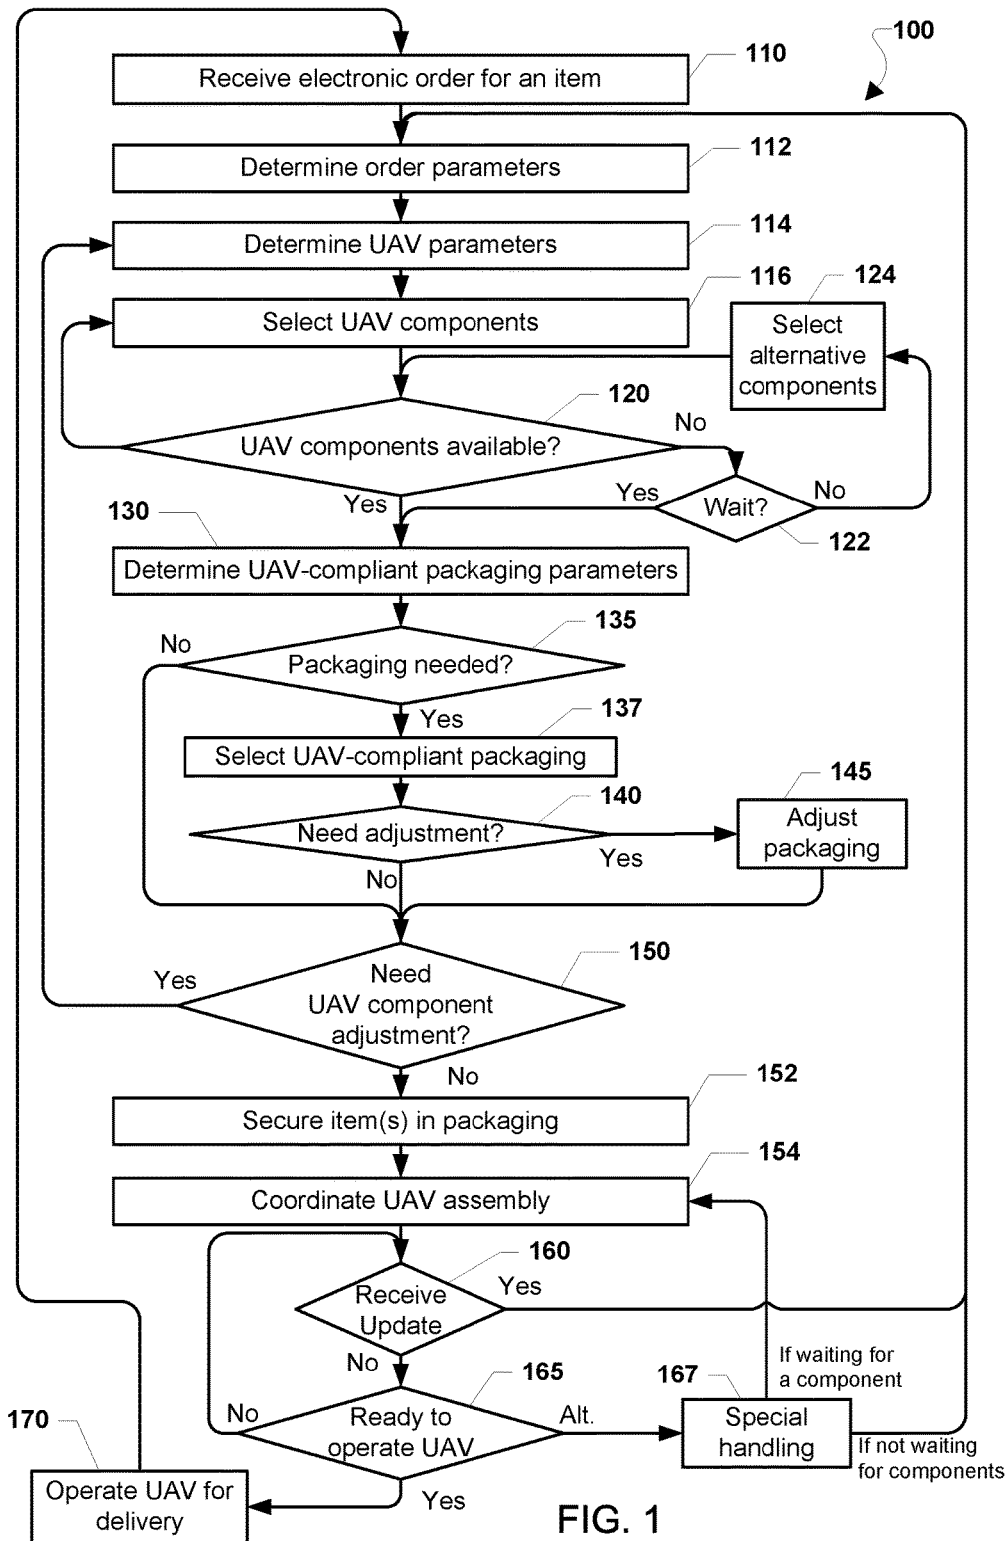 100
110
Receive electronic order for an item
112
Determine order parameters
114
Determine UAV parameters
116
Select UAV components
124
Select
alternative
components
120
UAV components available?
No
Yes
Yes
Wait?
No
122
130
Determine UAV-compliant packaging parameters
135
No
Packaging needed?
Yes
137
Select UAV-compliant packaging
140
Need adjustment?
Yes
145
Adjust
packaging
No
150
Yes
Need
UAV component
adjustment?
No
152
Secure item(s) in packaging
154
Coordinate UAV assembly
160
Yes
Receive
Update
No
165
No
Ready to
operate UAV
Alt.
If waiting for
a component
167
Special
handling
If not waiting
for components
170
Yes
Operate UAV for
delivery
FIG. 1